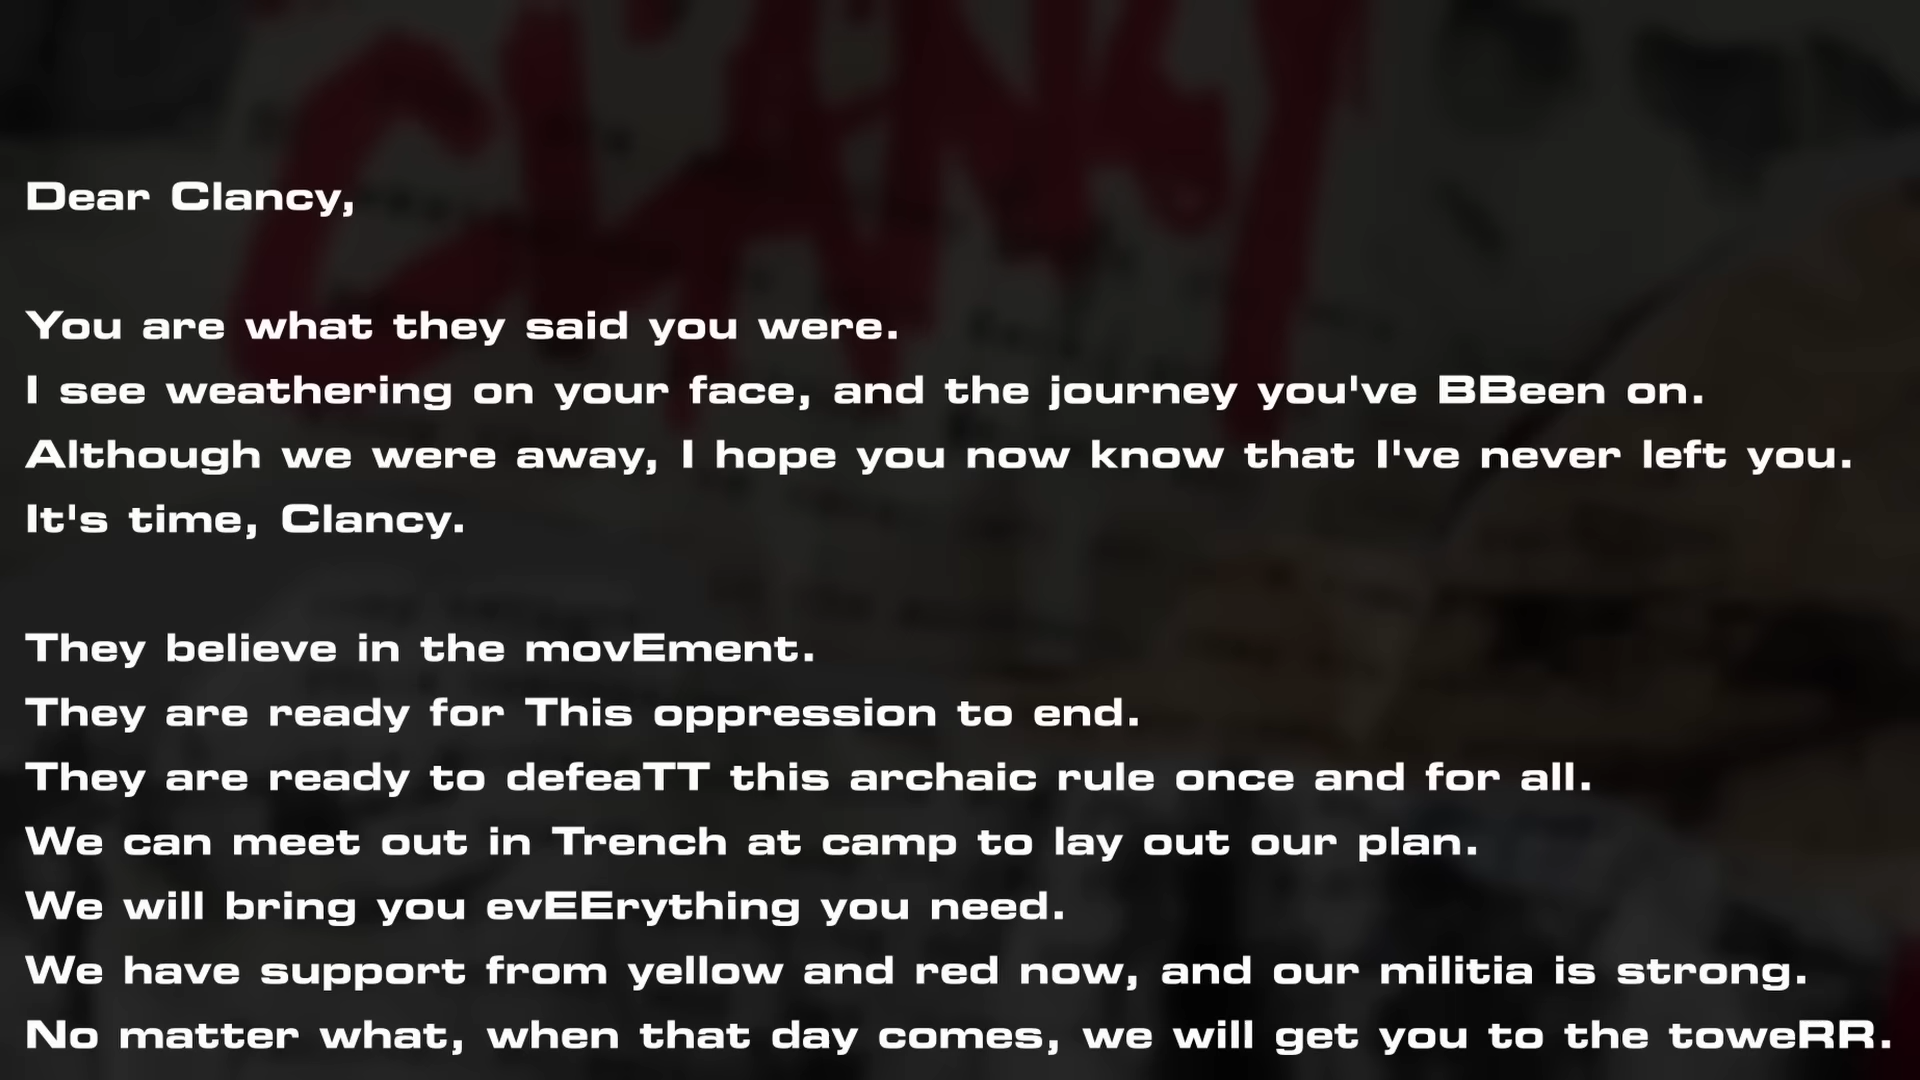 CLANCY
Dear Clancy,
You are what they said you were.
I see weathering on your face, and the journey you've BBeen on.
Although we were away, I hope you now know that I've never left you.
It's time, Clancy.
They believe in the movEment.
They are ready for This oppression to end.
They are ready to defeaTT this archaic rule once and for all.
We can meet out in Trench at camp to lay out our plan.
We will bring you evEErything you need.
We have support from yellow and red now, and our militia is strong.
No matter what, when that day comes, we will get you to the toweRR.